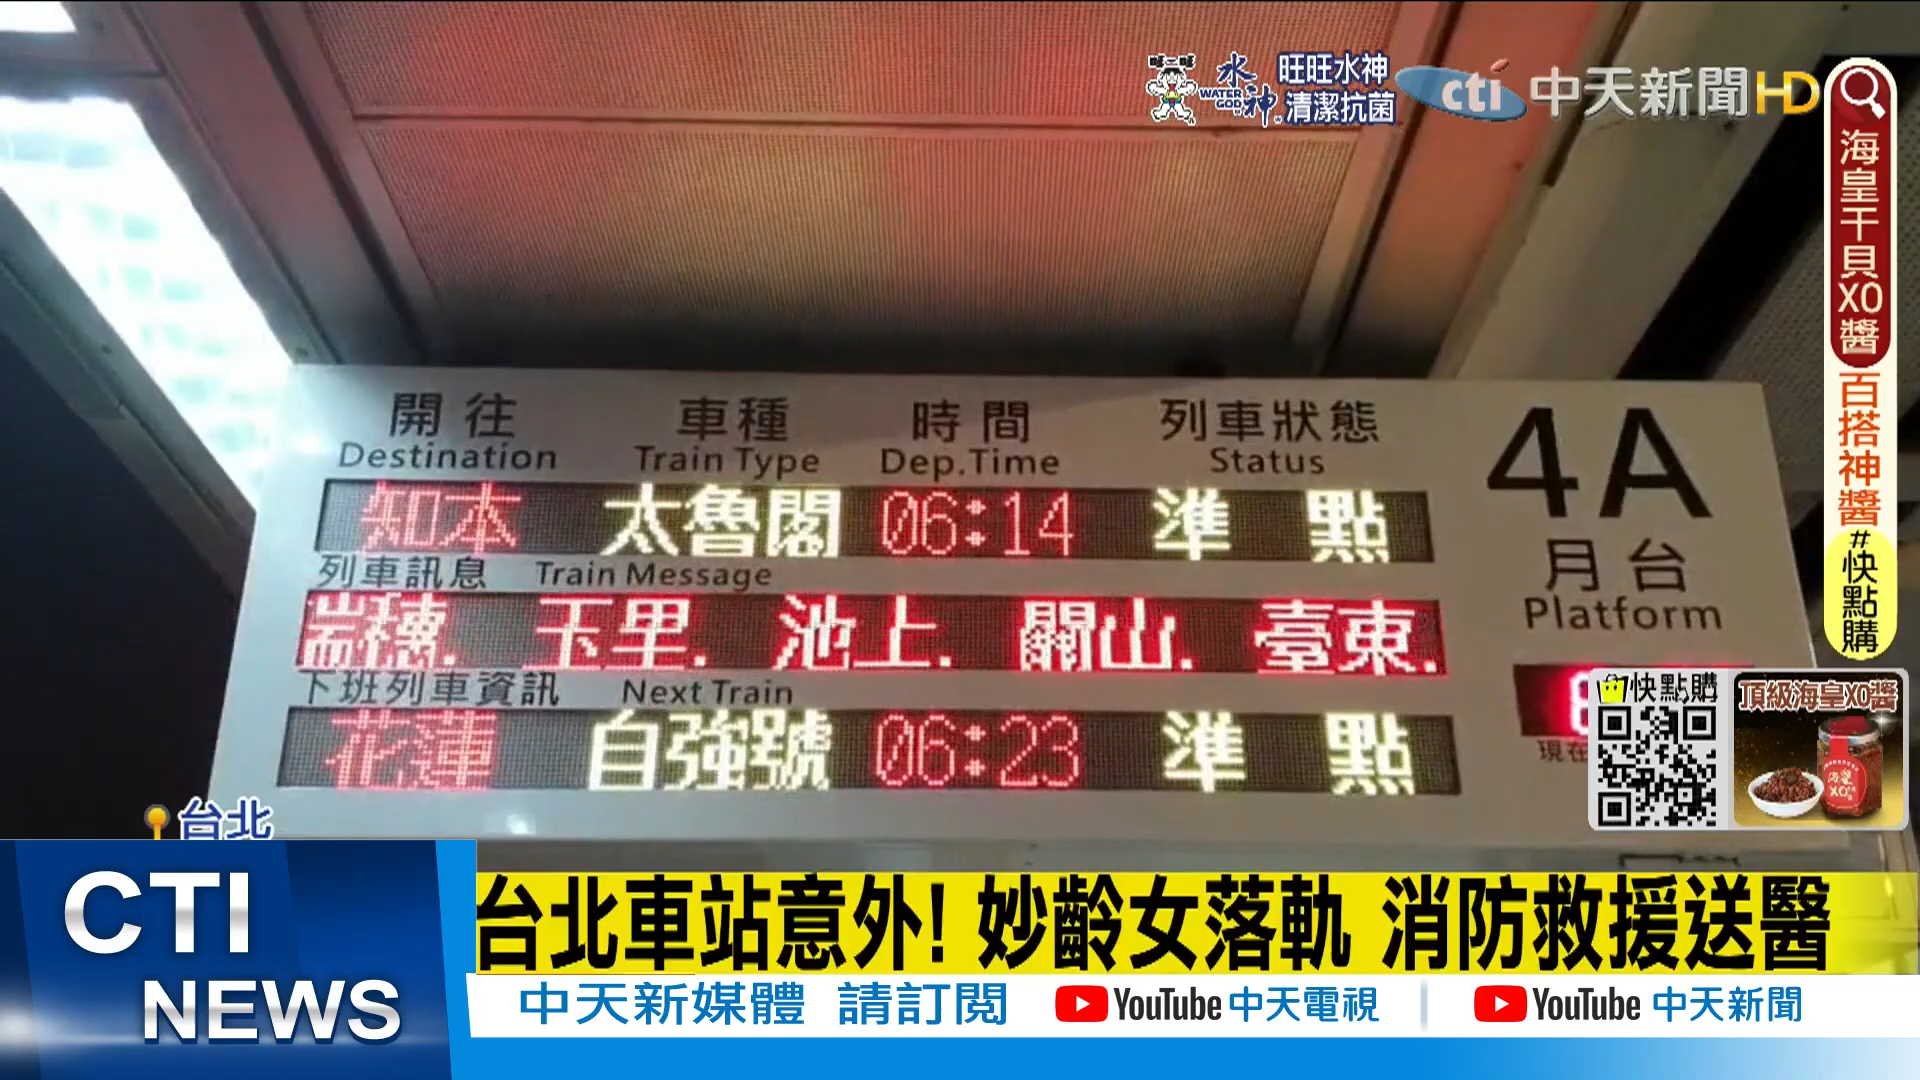 旺旺水神
水神
WATER GOD
清潔抗菌
cti 中天新聞HD
海皇干貝XO醬
百搭神醬
#快點購
開往 車種 時間 列車狀態 4A
Destination Train Type Dep.Time Status
知本 太魯閣 06:14 準點
列車訊息 Train Message
月台
Platform
瑞穗. 玉里. 池上. 關山. 臺東.
下班列車資訊 Next Train
花蓮 自強號 06:23 準點
現在
快點購
頂級海皇XO醬
台北
CTI NEWS
台北車站意外! 妙齡女落軌 消防救援送醫
中天新媒體 請訂閱 YouTube 中天電視 YouTube 中天新聞